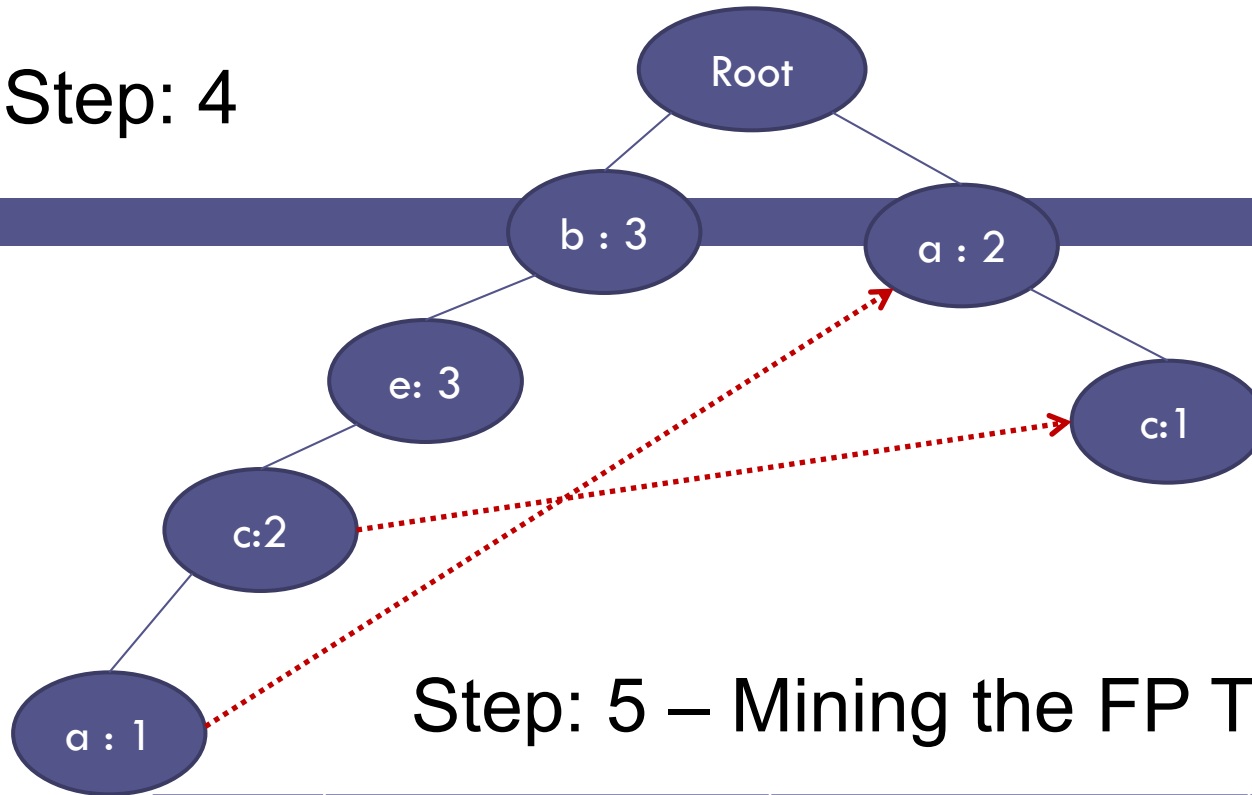 Step: 4
Root
b : 3
a : 2
e: 3
c:1
c:2
a : 1
Step: 5 – Mining the FP T